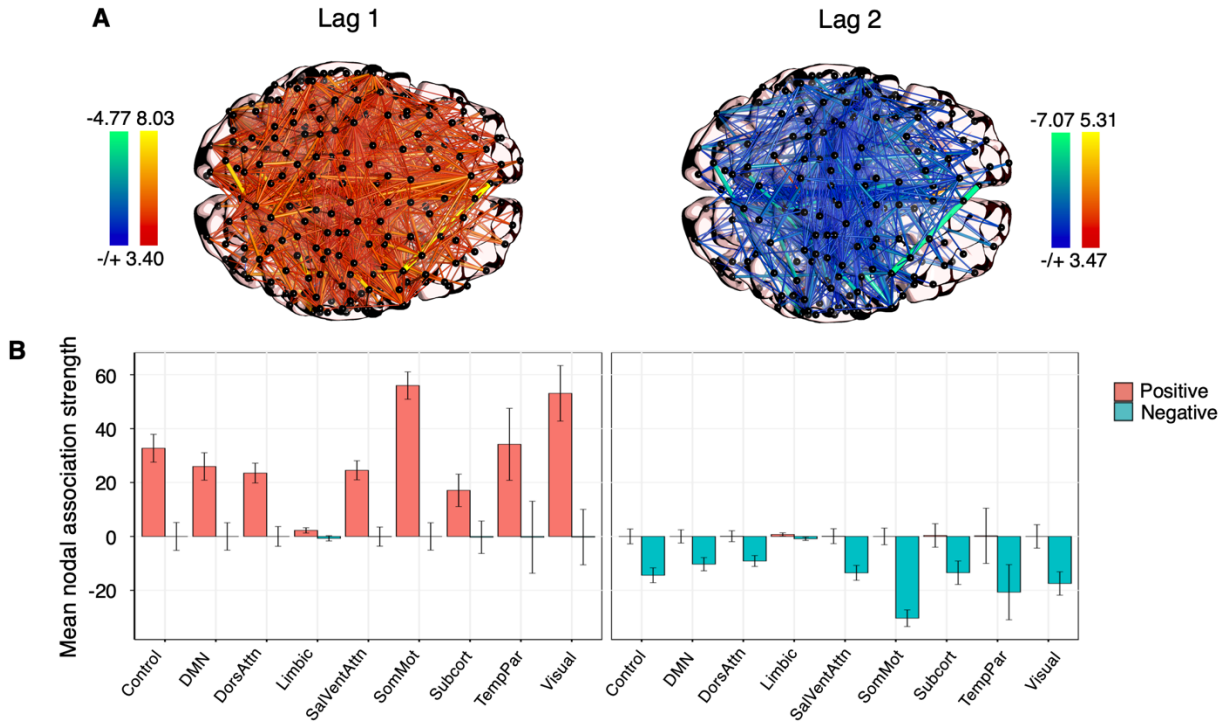 A
Lag 1
Lag 2
-4.77 8.03
-/+ 3.40
-7.07 5.31
-/+ 3.47
B
Mean nodal association strength
60
40
20
0
-20
Positive
Negative
Control
DMN
DorsAttn
Limbic
SalVentAttn
SomMot
Subcort
TempPar
Visual
Control
DMN
DorsAttn
Limbic
SalVentAttn
SomMot
Subcort
TempPar
Visual